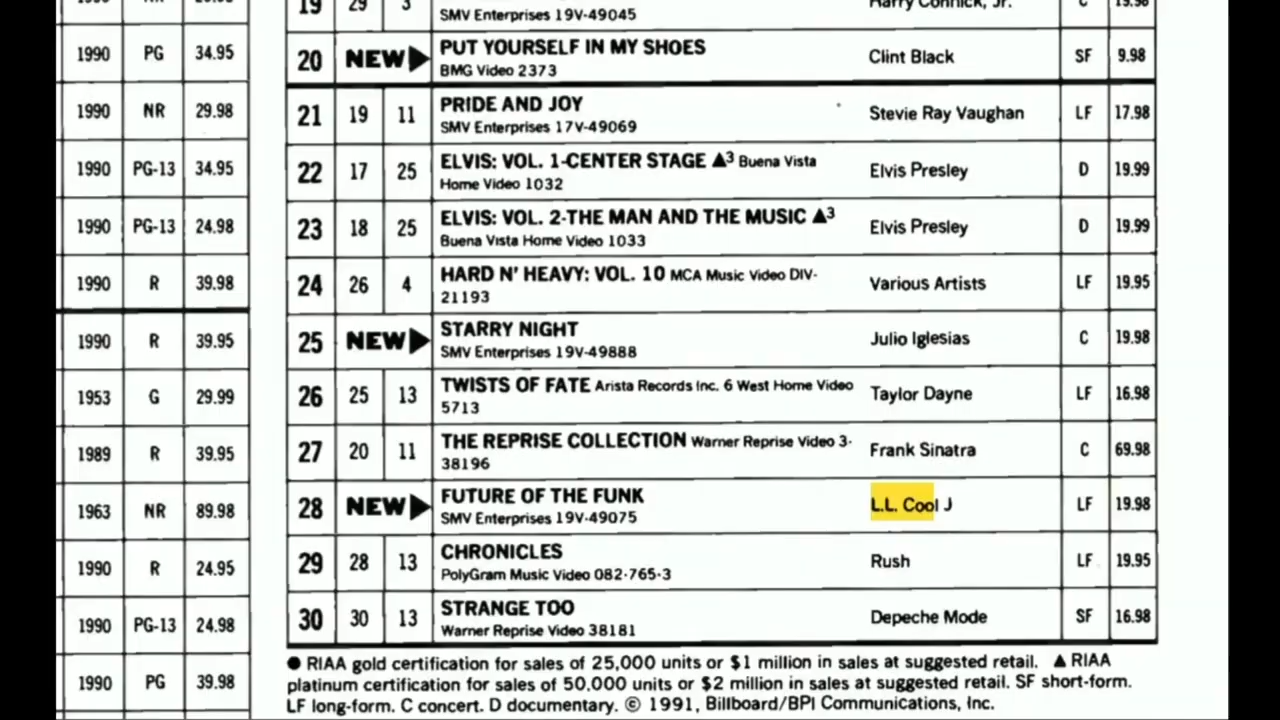 19 29 3 SMV Enterprises 19V-49045 Harry Connick, Jr. C 19.98
1990 PG 34.95
20 NEW▶ PUT YOURSELF IN MY SHOES Clint Black SF 9.98
BMG Video 2373
1990 NR 29.98
21 19 11 PRIDE AND JOY Stevie Ray Vaughan LF 17.98
SMV Enterprises 17V-49069
1990 PG-13 34.95
22 17 25 ELVIS: VOL. 1-CENTER STAGE ▲3 Buena Vista Elvis Presley D 19.99
Home Video 1032
1990 PG-13 24.98
23 18 25 ELVIS: VOL. 2-THE MAN AND THE MUSIC ▲3 Elvis Presley D 19.99
Buena Vista Home Video 1033
1990 R 39.98
24 26 4 HARD N' HEAVY: VOL. 10 MCA Music Video DIV- Various Artists LF 19.95
21193
1990 R 39.95
25 NEW▶ STARRY NIGHT Julio Iglesias C 19.98
SMV Enterprises 19V-49888
1953 G 29.99
26 25 13 TWISTS OF FATE Arista Records Inc. 6 West Home Video Taylor Dayne LF 16.98
5713
1989 R 39.95
27 20 11 THE REPRISE COLLECTION Warner Reprise Video 3- Frank Sinatra C 69.98
38196
1963 NR 89.98
28 NEW▶ FUTURE OF THE FUNK L.L. Cool J LF 19.98
SMV Enterprises 19V-49075
1990 R 24.95
29 28 13 CHRONICLES Rush LF 19.95
PolyGram Music Video 082-765-3
1990 PG-13 24.98
30 30 13 STRANGE TOO Depeche Mode SF 16.98
Warner Reprise Video 38181
1990 PG 39.98
● RIAA gold certification for sales of 25,000 units or $1 million in sales at suggested retail. ▲ RIAA
platinum certification for sales of 50,000 units or $2 million in sales at suggested retail. SF short-form.
LF long-form. C concert. D documentary. © 1991, Billboard/BPI Communications, Inc.